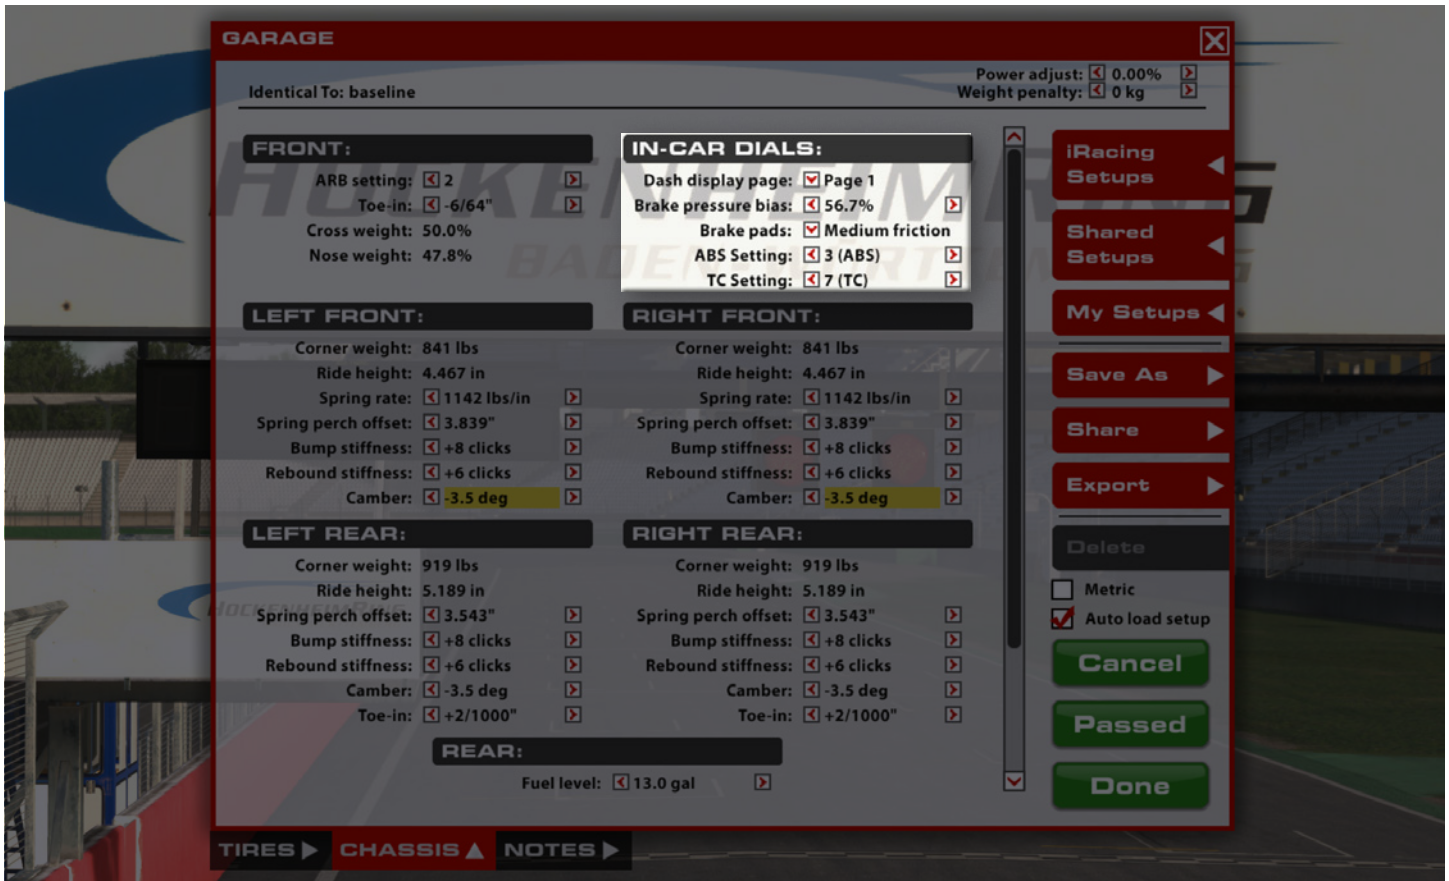 GARAGE
Power adjust: 0.00%
Identical To: baseline
Weight penalty: 0 kg
FRONT:
ARB setting: 2
Toe-in: -6/64"
Cross weight: 50.0%
Nose weight: 47.8%
IN-CAR DIALS:
Dash display page: Page 1
Brake pressure bias: 56.7%
Brake pads: Medium friction
ABS Setting: 3 (ABS)
TC Setting: 7 (TC)
HOCKENHEIMRING
BADEN-WÜRTTEMBERG
LEFT FRONT:
Corner weight: 841 lbs
Ride height: 4.467 in
Spring rate: 1142 lbs/in
Spring perch offset: 3.839"
Bump stiffness: +8 clicks
Rebound stiffness: +6 clicks
Camber: -3.5 deg
RIGHT FRONT:
Corner weight: 841 lbs
Ride height: 4.467 in
Spring rate: 1142 lbs/in
Spring perch offset: 3.839"
Bump stiffness: +8 clicks
Rebound stiffness: +6 clicks
Camber: -3.5 deg
LEFT REAR:
Corner weight: 919 lbs
Ride height: 5.189 in
HOCKENHEIMRING
Spring perch offset: 3.543"
Bump stiffness: +8 clicks
Rebound stiffness: +6 clicks
Camber: -3.5 deg
Toe-in: +2/1000"
RIGHT REAR:
Corner weight: 919 lbs
Ride height: 5.189 in
Spring perch offset: 3.543"
Bump stiffness: +8 clicks
Rebound stiffness: +6 clicks
Camber: -3.5 deg
Toe-in: +2/1000"
REAR:
Fuel level: 13.0 gal
iRacing
Setups
Shared
Setups
My Setups
Save As
Share
Export
Delete
Metric
Auto load setup
Cancel
Passed
Done
TIRES
CHASSIS
NOTES